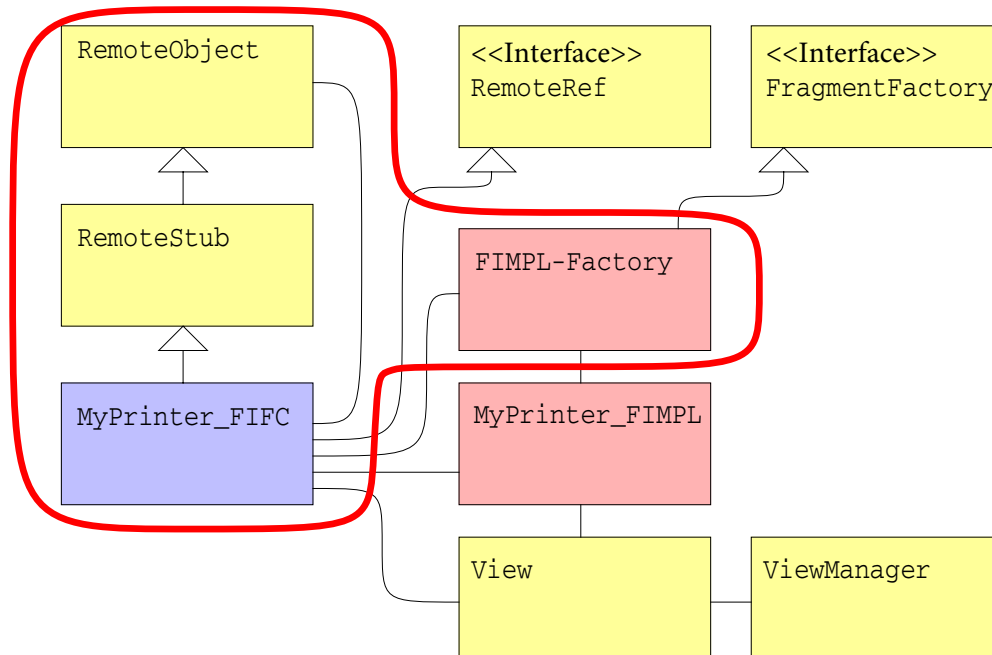 RemoteObject
<<Interface>>
RemoteRef
<<Interface>>
FragmentFactory
RemoteStub
FIMPL-Factory
MyPrinter_FIFC
MyPrinter_FIMPL
View
ViewManager